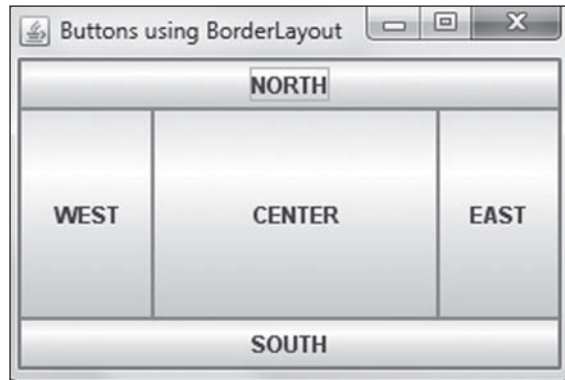 Buttons using BorderLayout
NORTH
WEST CENTER EAST
SOUTH